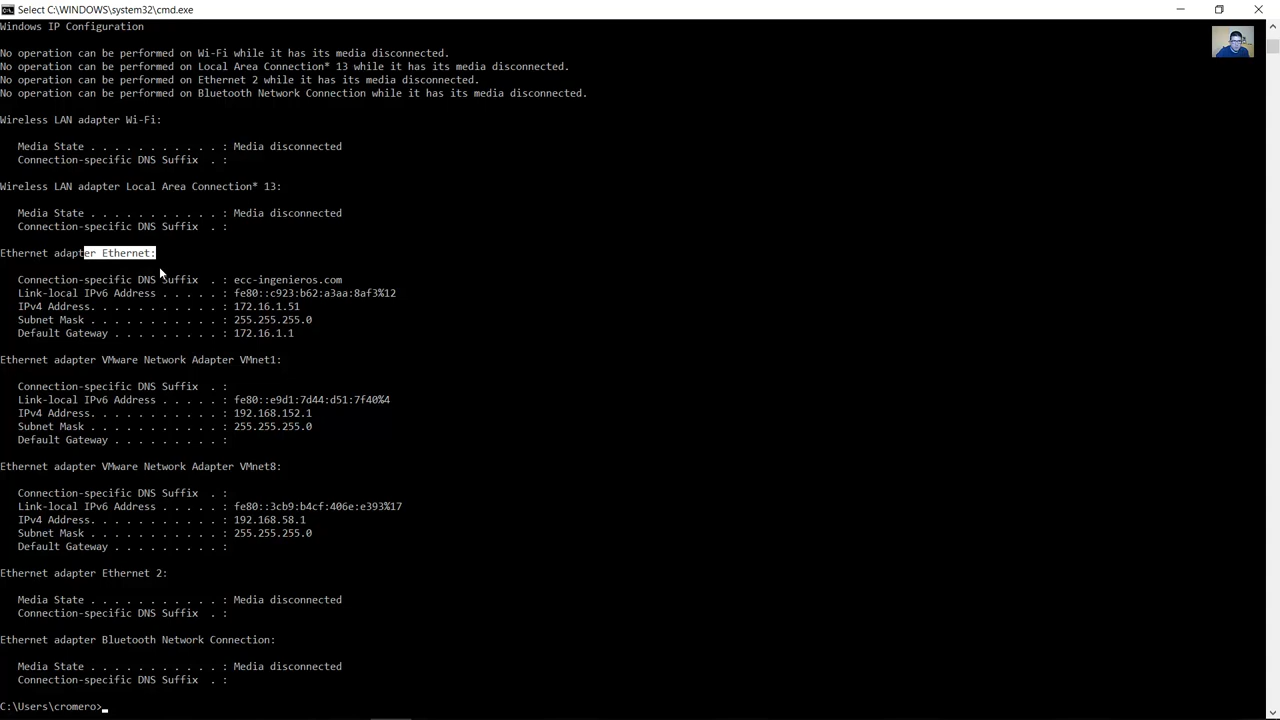 Select C:\WINDOWS\system32\cmd.exe
Windows IP Configuration
No operation can be performed on Wi-Fi while it has its media disconnected.
No operation can be performed on Local Area Connection* 13 while it has its media disconnected.
No operation can be performed on Ethernet 2 while it has its media disconnected.
No operation can be performed on Bluetooth Network Connection while it has its media disconnected.
Wireless LAN adapter Wi-Fi:
Media State . . . . . . . . . . . : Media disconnected
Connection-specific DNS Suffix  . :
Wireless LAN adapter Local Area Connection* 13:
Media State . . . . . . . . . . . : Media disconnected
Connection-specific DNS Suffix  . :
Ethernet adapter Ethernet:
Connection-specific DNS Suffix  . : ecc-ingenieros.com
Link-local IPv6 Address . . . . . : fe80::c923:b62:a3aa:8af3%12
IPv4 Address. . . . . . . . . . . : 172.16.1.51
Subnet Mask . . . . . . . . . . . : 255.255.255.0
Default Gateway . . . . . . . . . : 172.16.1.1
Ethernet adapter VMware Network Adapter VMnet1:
Connection-specific DNS Suffix  . :
Link-local IPv6 Address . . . . . : fe80::e9d1:7d44:d51:7f40%4
IPv4 Address. . . . . . . . . . . : 192.168.152.1
Subnet Mask . . . . . . . . . . . : 255.255.255.0
Default Gateway . . . . . . . . . :
Ethernet adapter VMware Network Adapter VMnet8:
Connection-specific DNS Suffix  . :
Link-local IPv6 Address . . . . . : fe80::3cb9:b4cf:406e:e393%17
IPv4 Address. . . . . . . . . . . : 192.168.58.1
Subnet Mask . . . . . . . . . . . : 255.255.255.0
Default Gateway . . . . . . . . . :
Ethernet adapter Ethernet 2:
Media State . . . . . . . . . . . : Media disconnected
Connection-specific DNS Suffix  . :
Ethernet adapter Bluetooth Network Connection:
Media State . . . . . . . . . . . : Media disconnected
Connection-specific DNS Suffix  . :
C:\Users\cromero>